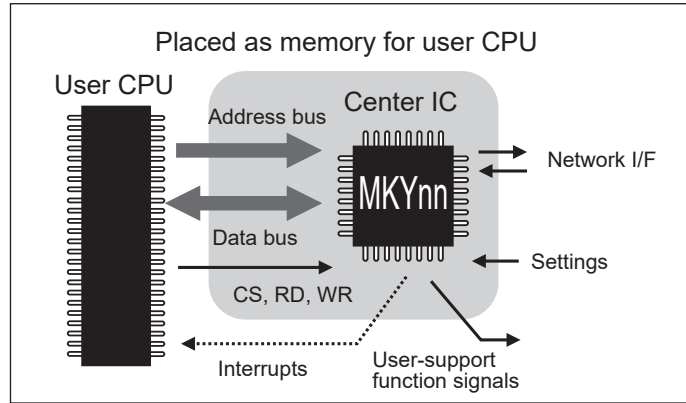 Placed as memory for user CPU
User CPU
Center IC
Address bus
MKYnn
Network I/F
Data bus
Settings
CS, RD, WR
Interrupts
User-support
function signals